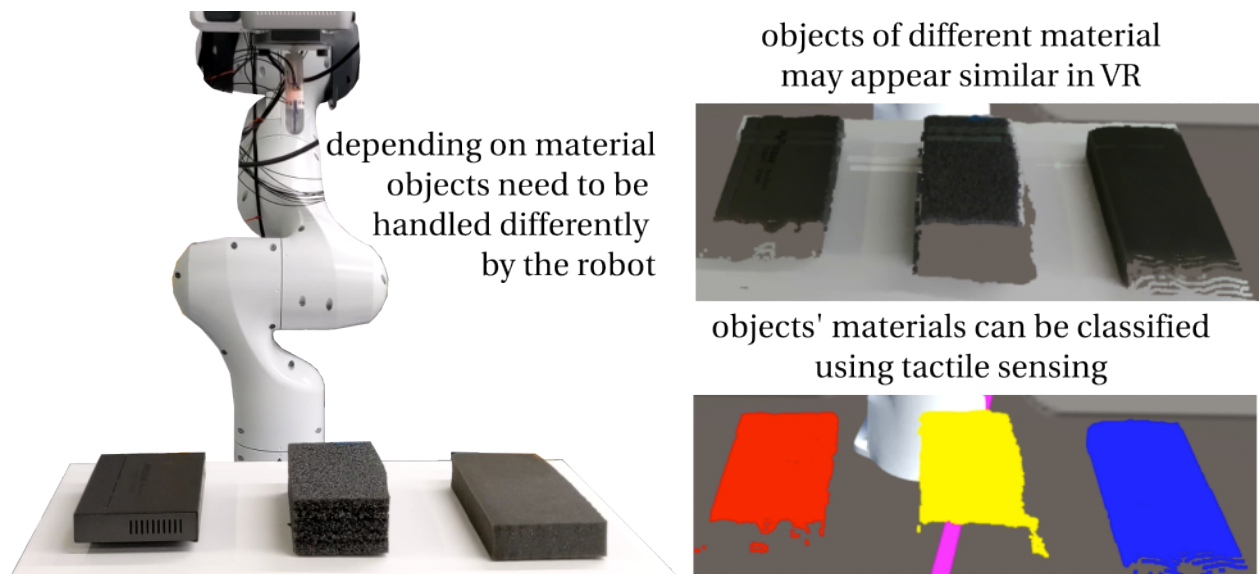 depending on material
objects need to be
handled differently
by the robot
objects of different material
may appear similar in VR
objects' materials can be classified
using tactile sensing